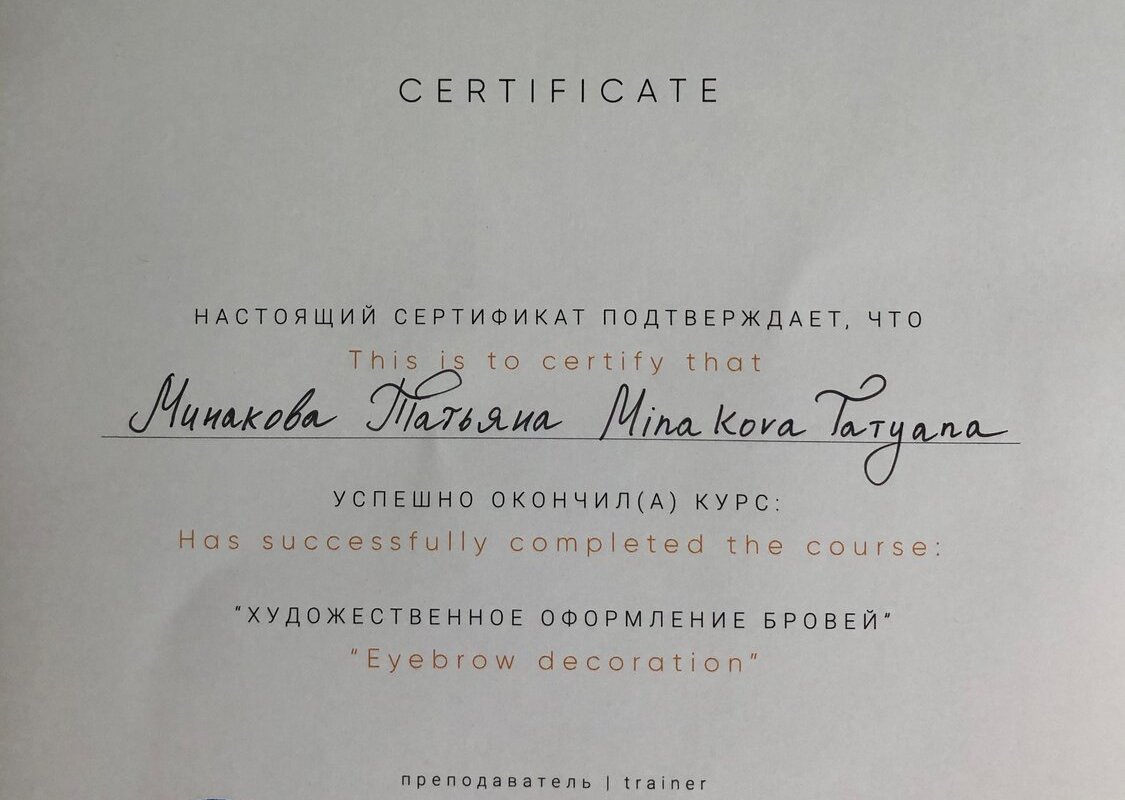 CERTIFICATE
НАСТОЯЩИЙ СЕРТИФИКАТ ПОДТВЕРЖДАЕТ, ЧТО
This is to certify that
Минакова Татьяна Minakova Tatyana
УСПЕШНО ОКОНЧИЛ(А) КУРС:
Has successfully completed the course:
"ХУДОЖЕСТВЕННОЕ ОФОРМЛЕНИЕ БРОВЕЙ"
"Eyebrow decoration"
преподаватель | trainer